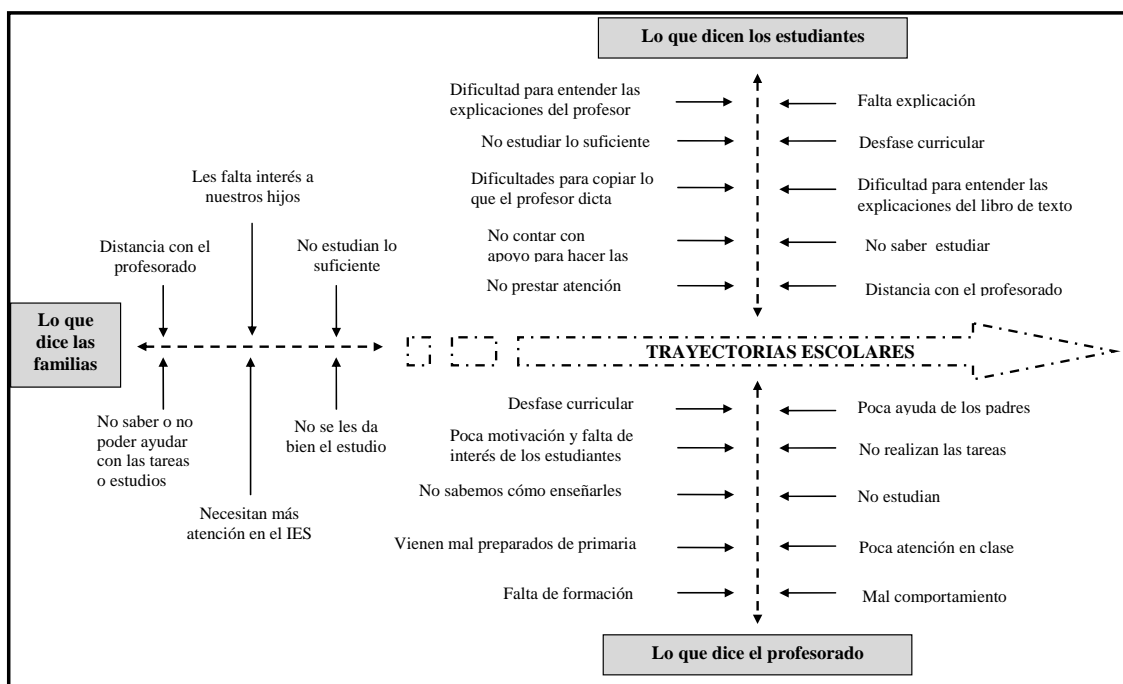 Lo que dicen los estudiantes
Dificultad para entender las
explicaciones del profesor
Falta explicación
No estudiar lo suficiente
Desfase curricular
Dificultades para copiar lo
que el profesor dicta
Dificultad para entender las
explicaciones del libro de texto
No contar con
apoyo para hacer las
No saber estudiar
No prestar atención
Distancia con el profesorado
Les falta interés a
nuestros hijos
Distancia con el
profesorado
No estudian lo
suficiente
Lo que
dice las
familias
TRAYECTORIAS ESCOLARES
No saber o no
poder ayudar
con las tareas
o estudios
No se les da
bien el estudio
Necesitan más
atención en el IES
Desfase curricular
Poca ayuda de los padres
Poca motivación y falta de
interés de los estudiantes
No realizan las tareas
No sabemos cómo enseñarles
No estudian
Vienen mal preparados de primaria
Poca atención en clase
Falta de formación
Mal comportamiento
Lo que dice el profesorado